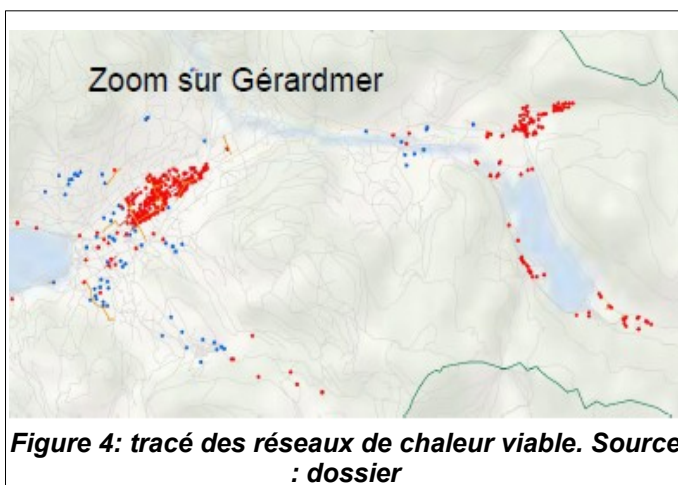 Zoom sur Gérardmer
Figure 4: tracé des réseaux de chaleur viable. Source
: dossier